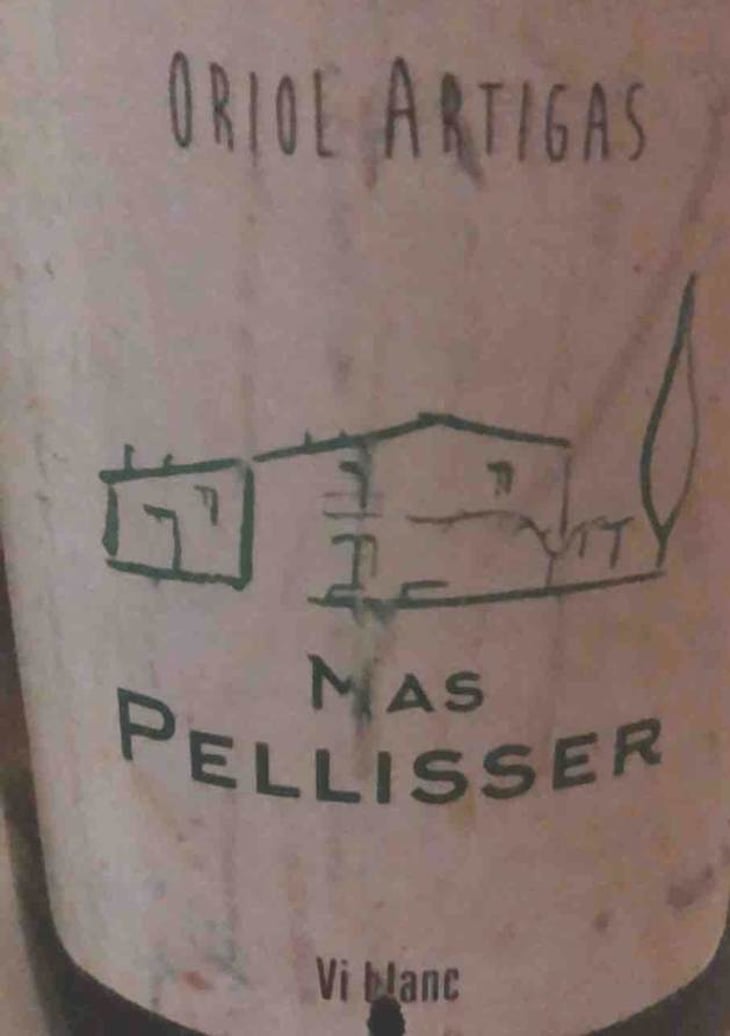 ORIOL ARTIGAS
MAS
PELLISSER
Vi blanc